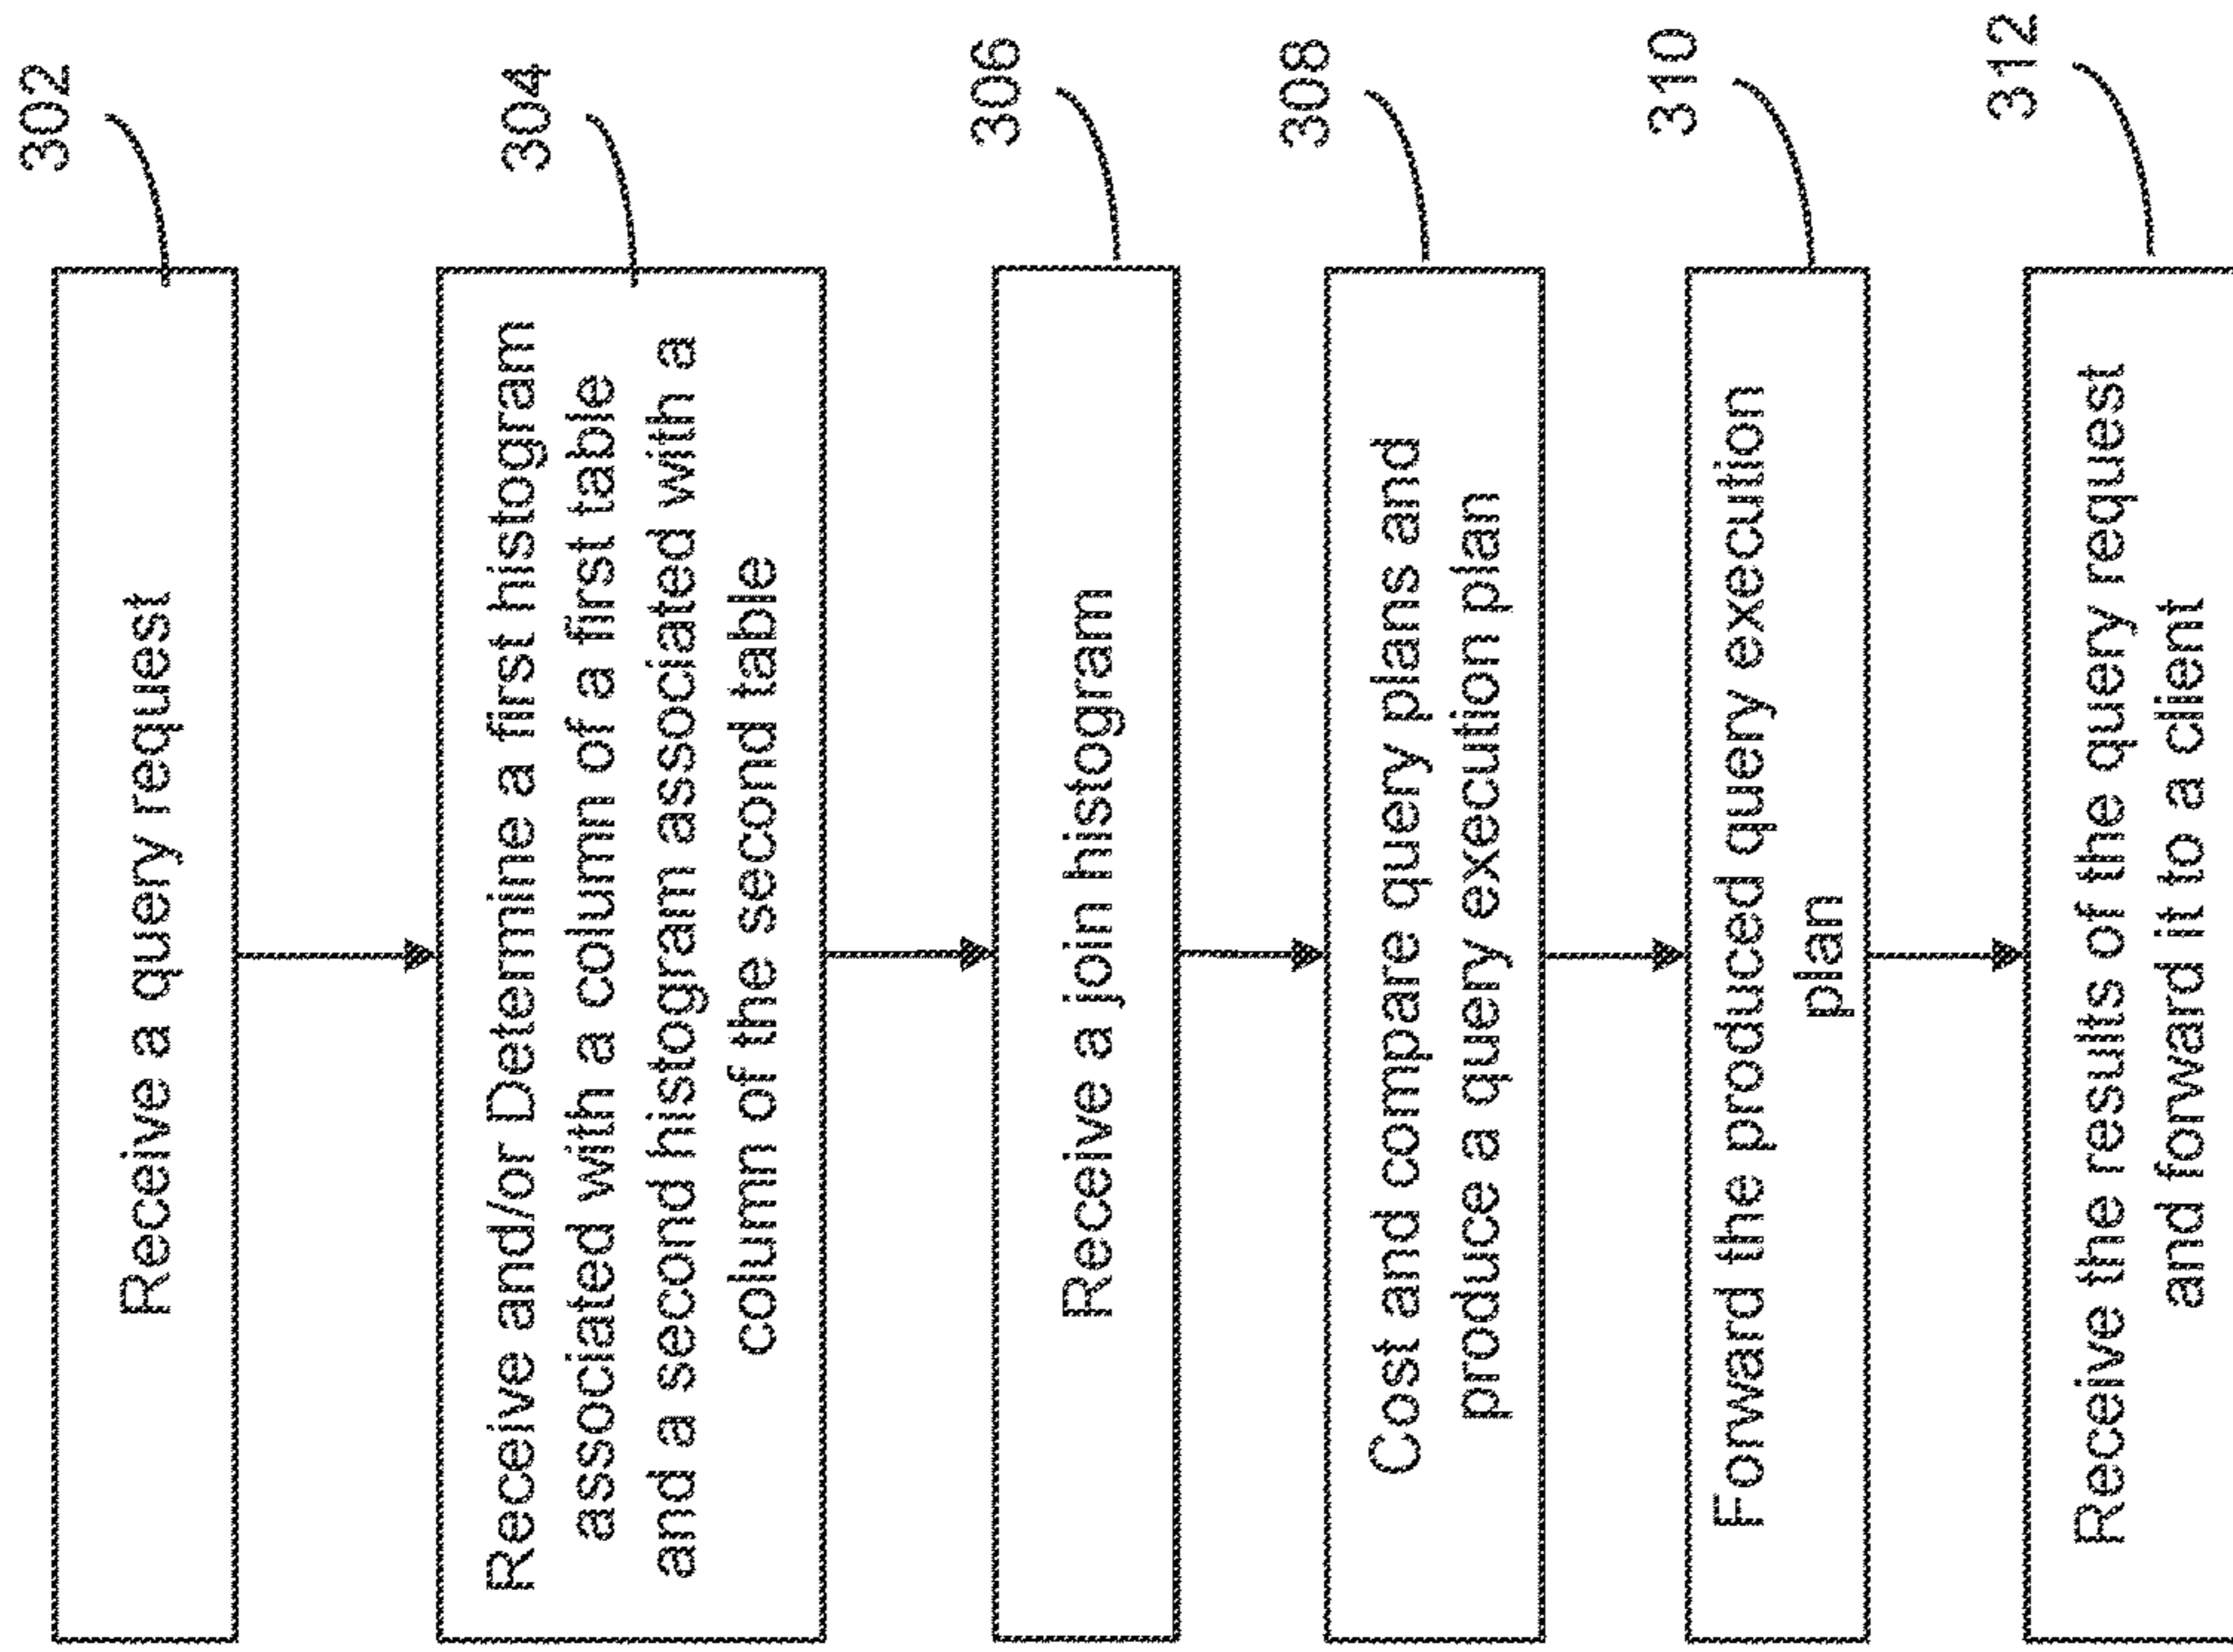 302
Receive a query request
304
Receive and/or Determine a first histogram
associated with a column of a first table
and a second histogram associated with a
column of the second table
306
Receive a join histogram
308
Cost and compare query plans and
produce a query execution plan
310
Forward the produced query execution
plan
312
Receive the results of the query request
and forward it to a client